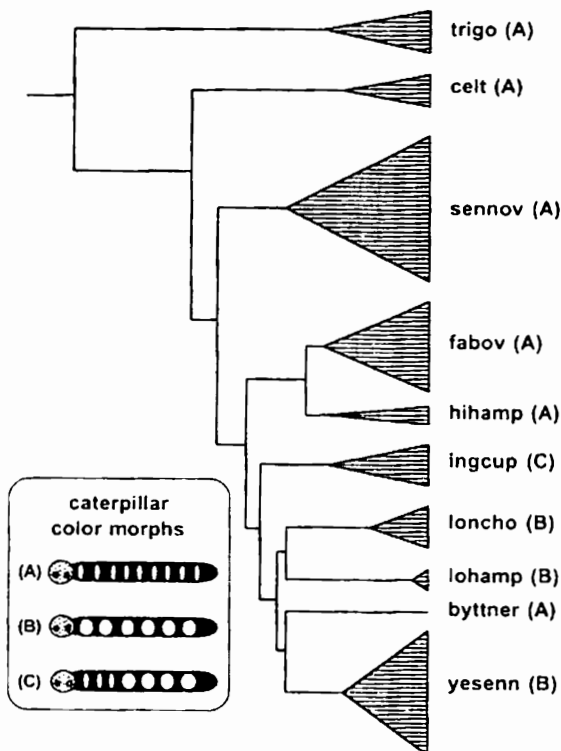 trigo (A)
celt (A)
sennov (A)
fabov (A)
hihamp (A)
ingcup (C)
loncho (B)
lohamp (B)
byttner (A)
yesenn (B)
caterpillar
color morphs
(A)
(B)
(C)